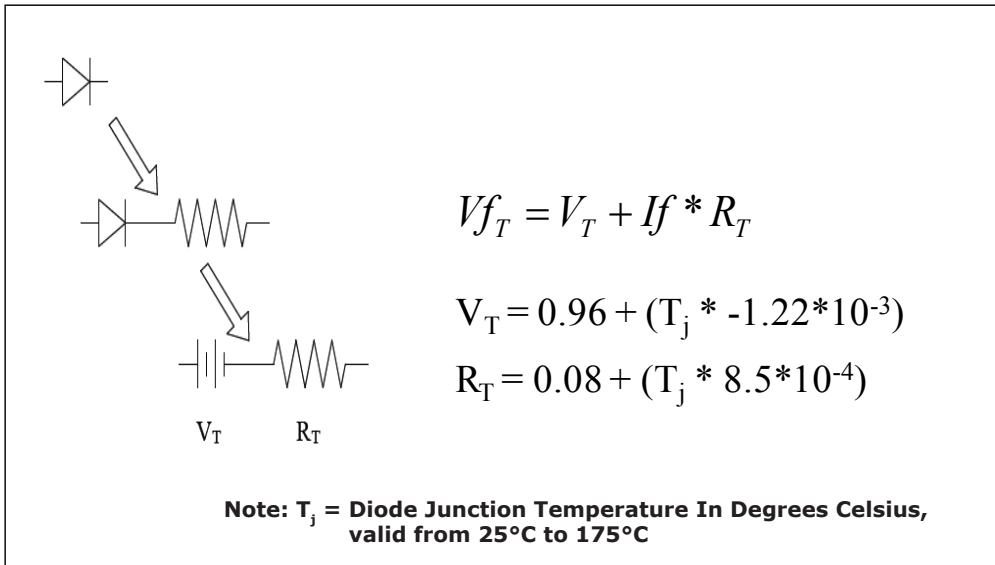 Vf_T = V_T + If * R_T
V_T = 0.96 + (T_j * -1.22*10^-3)
R_T = 0.08 + (T_j * 8.5*10^-4)
V_T R_T
Note: T_j = Diode Junction Temperature In Degrees Celsius,
valid from 25°C to 175°C